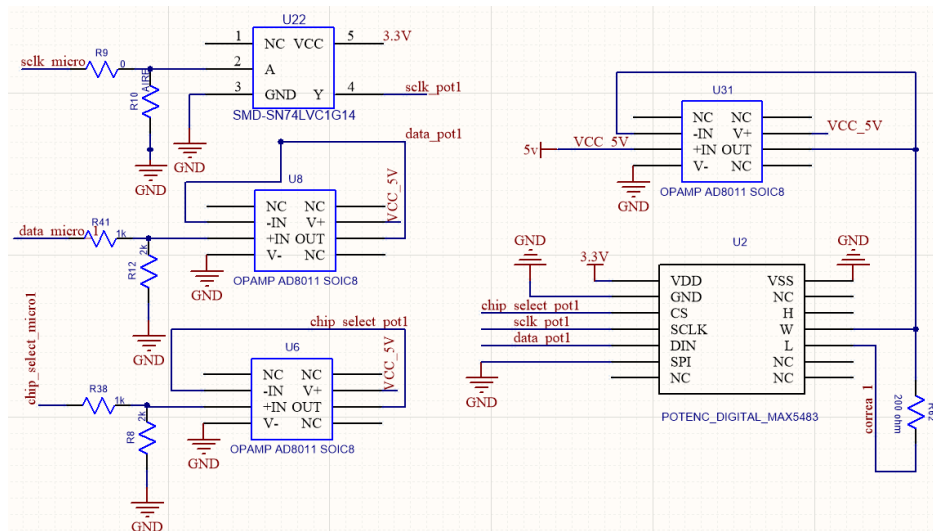 U22
1 NC VCC 5 3.3V
R9
sclk_micro 0 2 A
R10 AIRE
3 GND Y 4 sclk_pot1
SMD-SN74LVC1G14
GND
GND
data_pot1
U8
NC NC
-IN V+ VCC_5V
R41
data_micro_1 1k +IN OUT
R12 2k
V- NC
OPAMP AD8011 SOIC8
GND
GND
chip_select_micro1
chip_select_pot1
U6
NC NC
-IN V+ VCC_5V
R38
1k +IN OUT
R8 2k
V- NC
OPAMP AD8011 SOIC8
GND
GND
U31
NC NC
-IN V+ VCC_5V
5v VCC_5V +IN OUT
V- NC
GND
OPAMP AD8011 SOIC8
GND
3.3V
U2
GND
VDD VSS
GND NC
chip_select_pot1 CS H
sclk_pot1 SCLK W
data_pot1 DIN L
SPI NC
NC NC
GND
POTENC_DIGITAL_MAX5483
correa_1
200 ohm